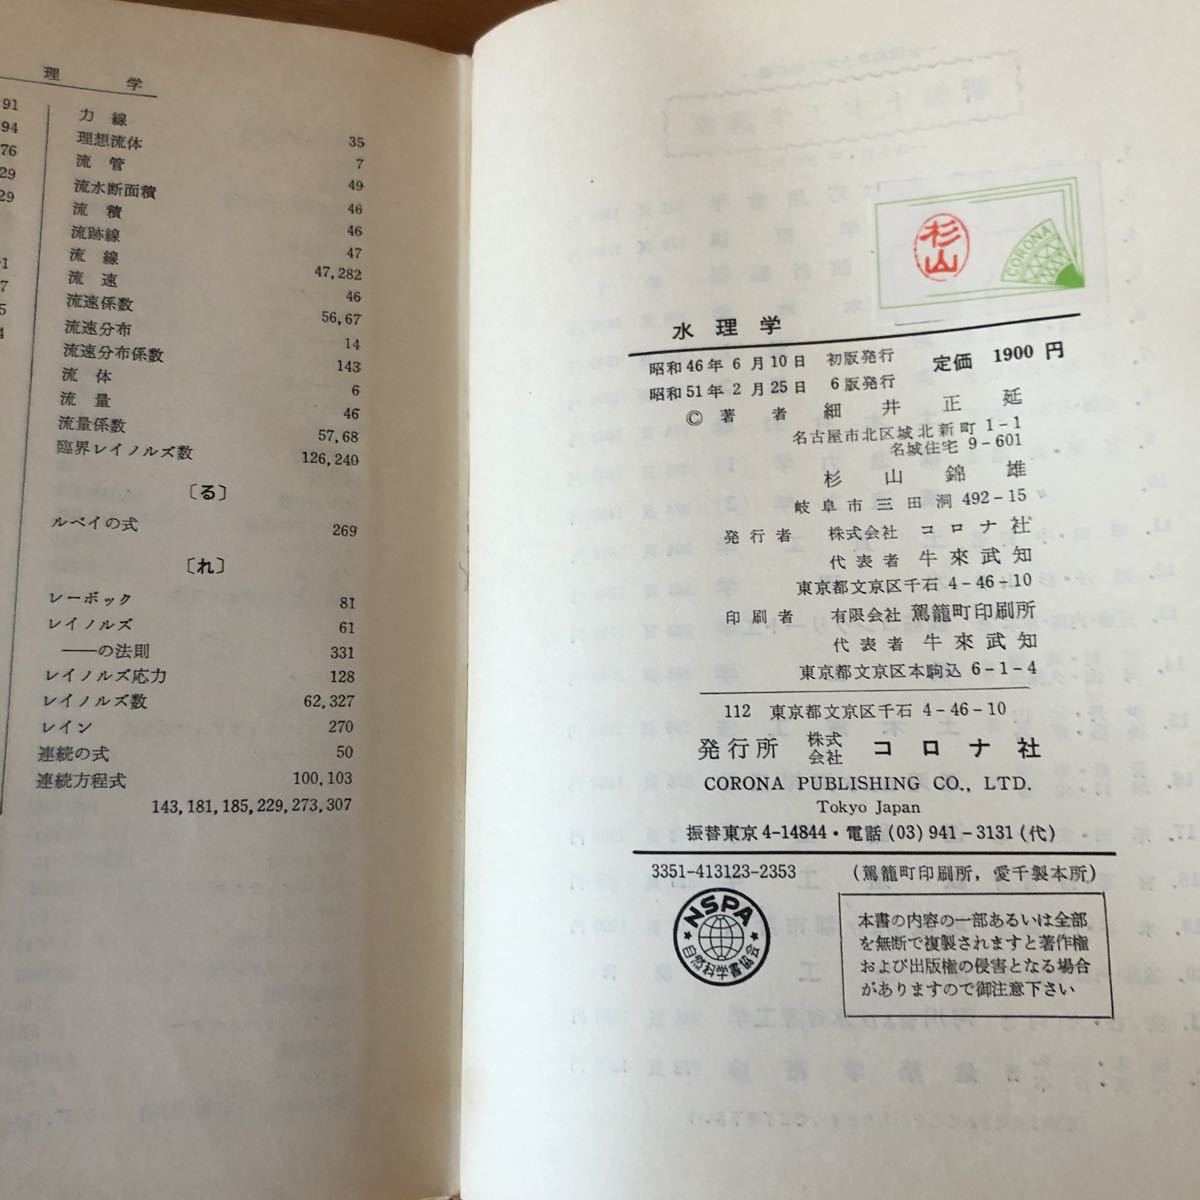 理学
91
94
76
29
29
91
7
5
4
力線
理想流体 35
流管 7
流水断面積 49
流積 46
流跡線 46
流線 47
流速 47,282
流速係数 46
流速分布 56,67
流速分布係数 14
流体 143
流量 6
流量係数 46
臨界レイノルズ数 57,68
126,240
〔る〕
ルベイの式 269
〔れ〕
レーボック 81
レイノルズ 61
――の法則 331
レイノルズ応力 128
レイノルズ数 62,327
レイン 270
連続の式 50
連続方程式 100,103
143,181,185,229,273,307
杉山
CORONA
水理学
昭和46年6月10日 初版発行
昭和51年2月25日 6版発行
定価 1900円
© 著者 細井正延
名古屋市北区城北新町1-1
名城住宅9-601
杉山錦雄
岐阜市三田洞492-15
発行者 株式会社 コロナ社
代表者 牛來武知
東京都文京区千石4-46-10
印刷者 有限会社 駕籠町印刷所
代表者 牛來武知
東京都文京区本駒込6-1-4
112 東京都文京区千石4-46-10
発行所 株式会社 コロナ社
CORONA PUBLISHING CO., LTD.
Tokyo Japan
振替東京4-14844・電話(03)941-3131(代)
3351-413123-2353 (駕籠町印刷所，愛千製本所)
NSPA
自然科学書協会
本書の内容の一部あるいは全部
を無断で複製されますと著作権
および出版権の侵害となる場合
がありますので御注意下さい